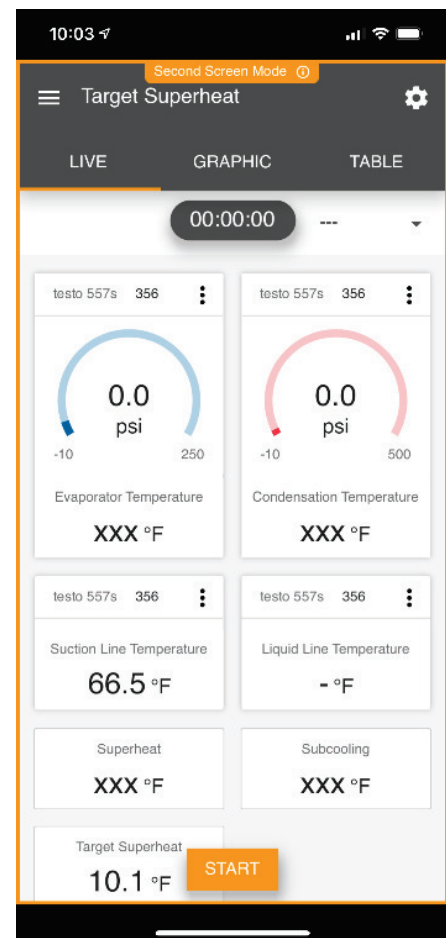 10:03
Second Screen Mode
Target Superheat
LIVE GRAPHIC TABLE
00:00:00 ---
testo 557s 356
0.0
psi
-10 250
Evaporator Temperature
XXX °F
testo 557s 356
0.0
psi
-10 500
Condensation Temperature
XXX °F
testo 557s 356
Suction Line Temperature
66.5 °F
testo 557s 356
Liquid Line Temperature
- °F
Superheat
XXX °F
Subcooling
XXX °F
Target Superheat
10.1 °F
START